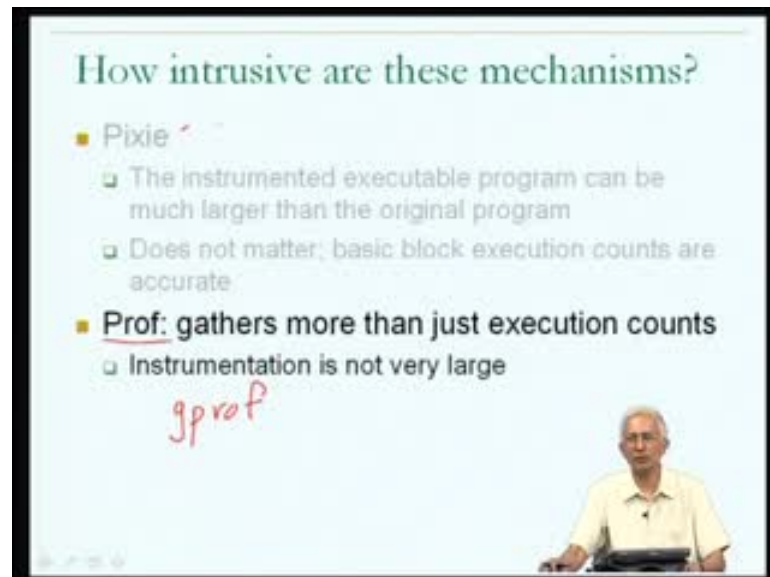 How intrusive are these mechanisms?
Pixie
The instrumented executable program can be
much larger than the original program
Does not matter; basic block execution counts are
accurate
Prof: gathers more than just execution counts
Instrumentation is not very large
gprof